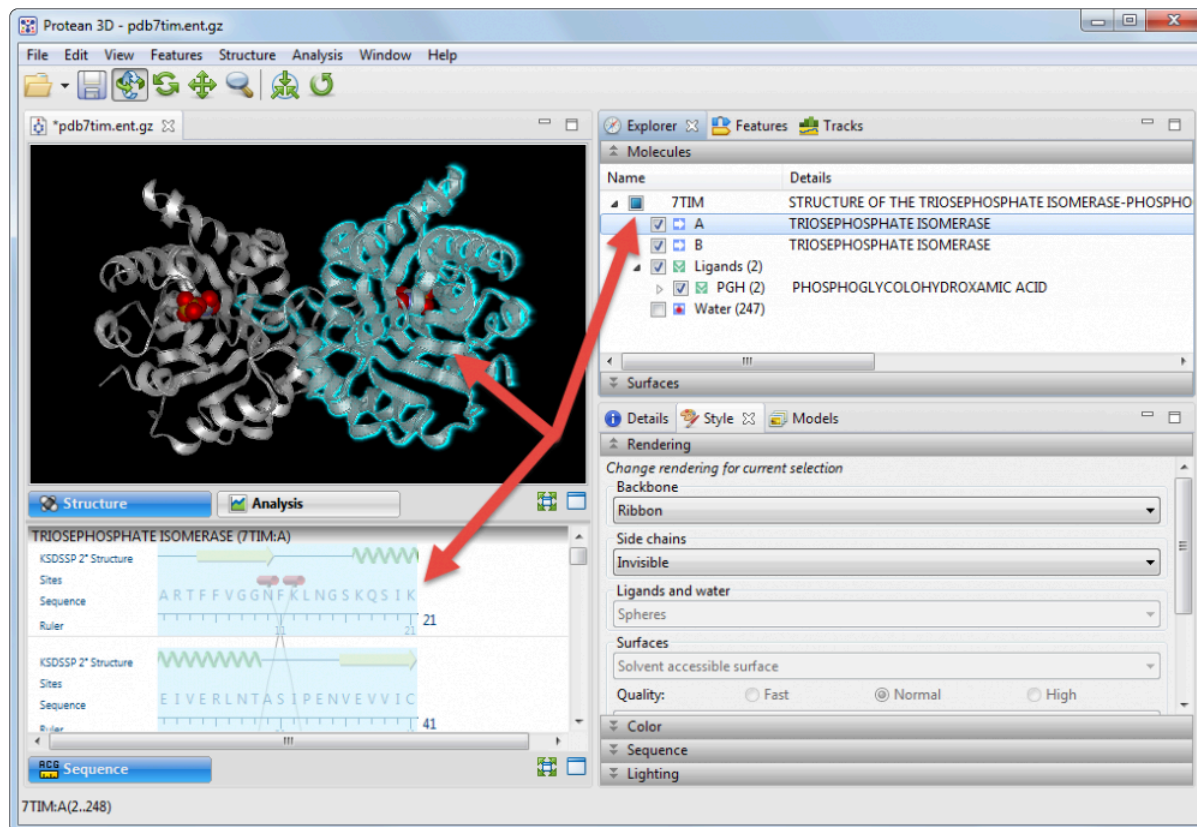 Protean 3D - pdb7tim.ent.gz
File Edit View Features Structure Analysis Window Help
*pdb7tim.ent.gz
Explorer Features Tracks
Molecules
Name Details
7TIM STRUCTURE OF THE TRIOSEPHOSPHATE ISOMERASE-PHOSPHO
A TRIOSEPHOSPHATE ISOMERASE
B TRIOSEPHOSPHATE ISOMERASE
Ligands (2)
PGH (2) PHOSPHOGLYCOLOHYDROXAMIC ACID
Water (247)
Surfaces
Details Style Models
Rendering
Change rendering for current selection
Backbone
Ribbon
Side chains
Invisible
Ligands and water
Spheres
Surfaces
Solvent accessible surface
Quality: Fast Normal High
Color
Sequence
Lighting
Structure Analysis
TRIOSEPHOSPHATE ISOMERASE (7TIM:A)
KSDSSP 2° Structure
Sites
Sequence ARTFFVGGNFKLNGSKQSIK
Ruler 11 21 21
KSDSSP 2° Structure
Sites
Sequence EIVERLNTASIPENVEVVIC
Ruler 41
ACG Sequence
7TIM:A(2..248)